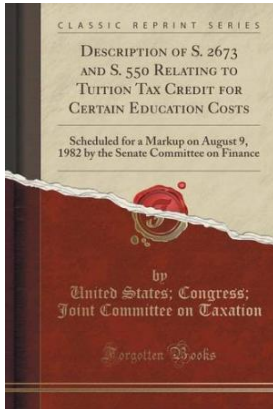 CLASSIC REPRINT SERIES
DESCRIPTION OF S. 2673
AND S. 550 RELATING TO
TUITION TAX CREDIT FOR
CERTAIN EDUCATION COSTS
Scheduled for a Markup on August 9,
1982 by the Senate Committee on Finance
by
United States; Congress;
Joint Committee on Taxation
Forgotten Books